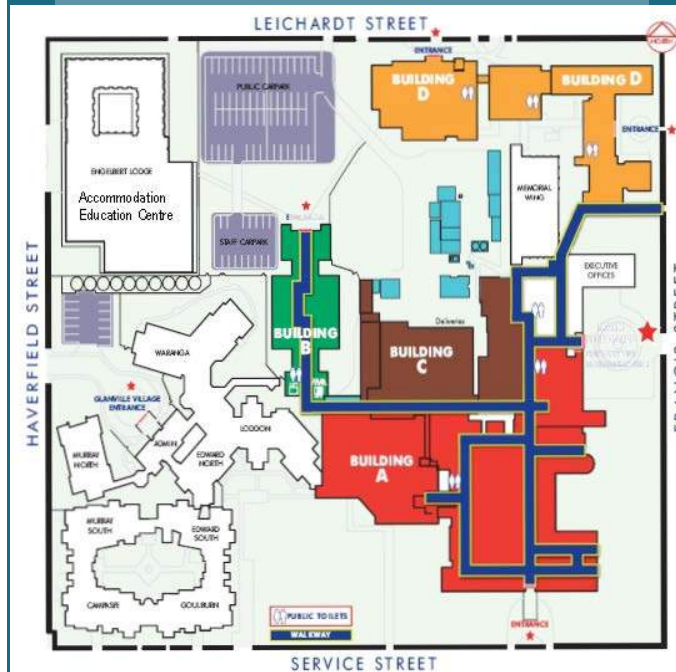 LEICHARDT STREET
ENTRANCE
BUILDING
D
BUILDING D
PUBLIC CARPARK
ENTRANCE
ENGELBERT LODGE
Accommodation
Education Centre
MEMORIAL
WING
STAFF CARPARK
EXECUTIVE
OFFICES
HAVERFIELD STREET
Deliveries
BUILDING
B
BUILDING
C
WARANGA
GLANVILLE VILLAGE
ENTRANCE
LODDON
ADMIN
MURRAY
NORTH
EDWARD
NORTH
BUILDING
A
MURRAY
SOUTH
EDWARD
SOUTH
CAMPASPE
GOULBURN
PUBLIC TOILETS
WALKWAY
ENTRANCE
SERVICE STREET